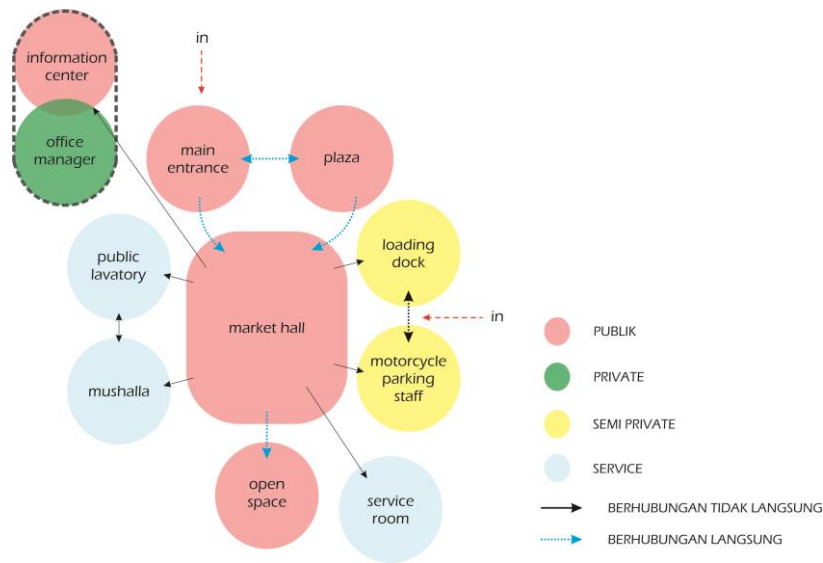 in
information
center
office
manager
main
entrance
plaza
public
lavatory
loading
dock
in
market hall
mushalla
motorcycle
parking
staff
open
space
service
room
PUBLIK
PRIVATE
SEMI PRIVATE
SERVICE
BERHUBUNGAN TIDAK LANGSUNG
BERHUBUNGAN LANGSUNG